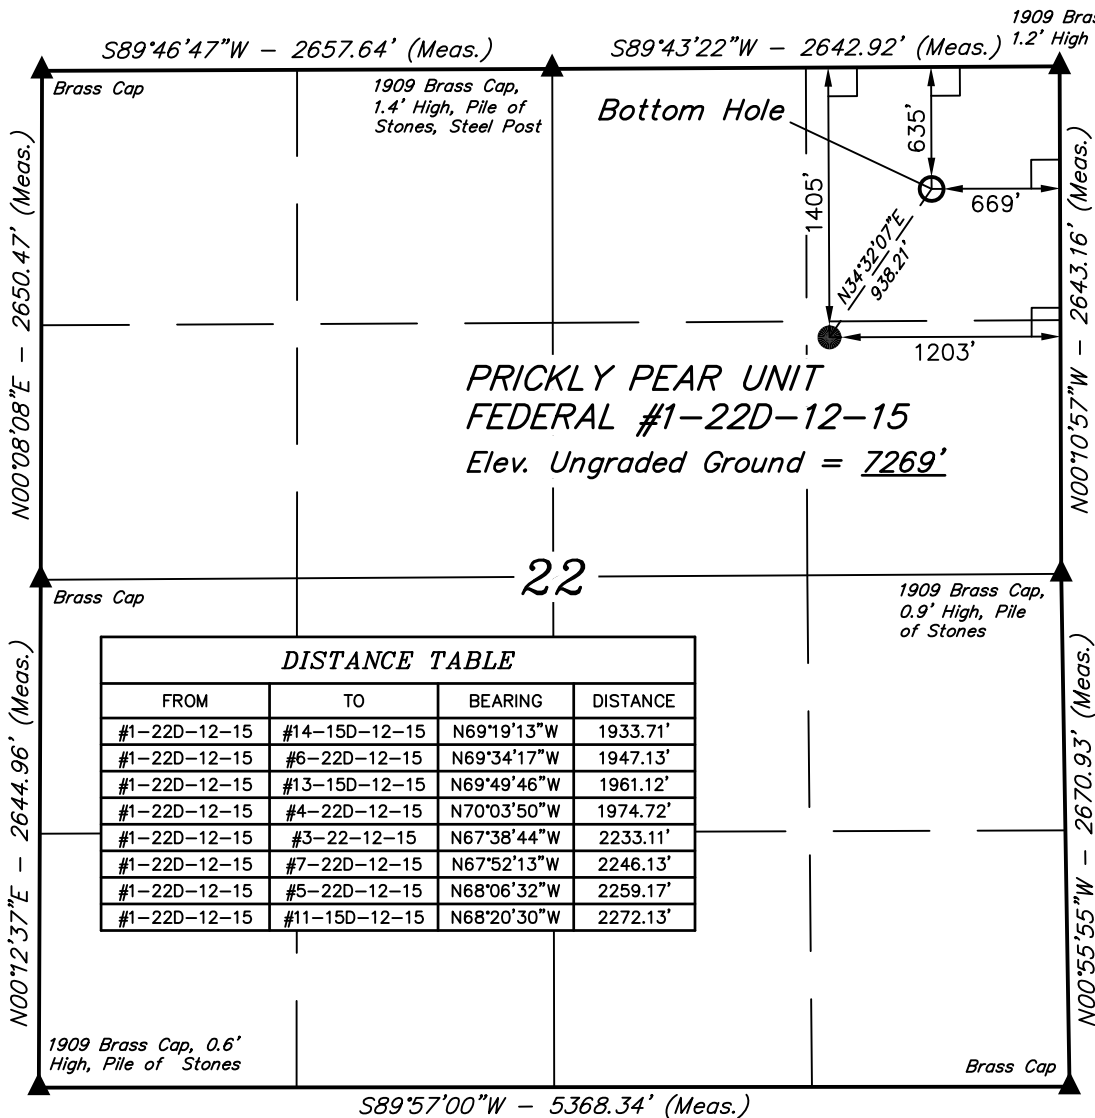 1909 Bras
1.2' High
S89°46'47"W - 2657.64' (Meas.)
S89°43'22"W - 2642.92' (Meas.)
Brass Cap
1909 Brass Cap,
1.4' High, Pile of
Stones, Steel Post
Bottom Hole
635'
1405'
669'
N34°32'07"E
938.21'
1203'
N00°08'08"E - 2650.47' (Meas.)
N00°10'57"W - 2643.16' (Meas.)
PRICKLY PEAR UNIT
FEDERAL #1-22D-12-15
Elev. Ungraded Ground = 7269'
22
Brass Cap
1909 Brass Cap,
0.9' High, Pile
of Stones
DISTANCE TABLE
FROM TO BEARING DISTANCE
#1-22D-12-15 #14-15D-12-15 N69°19'13"W 1933.71'
#1-22D-12-15 #6-22D-12-15 N69°34'17"W 1947.13'
#1-22D-12-15 #13-15D-12-15 N69°49'46"W 1961.12'
#1-22D-12-15 #4-22D-12-15 N70°03'50"W 1974.72'
#1-22D-12-15 #3-22-12-15 N67°38'44"W 2233.11'
#1-22D-12-15 #7-22D-12-15 N67°52'13"W 2246.13'
#1-22D-12-15 #5-22D-12-15 N68°06'32"W 2259.17'
#1-22D-12-15 #11-15D-12-15 N68°20'30"W 2272.13'
N00°12'37"E - 2644.96' (Meas.)
N00°55'55"W - 2670.93' (Meas.)
1909 Brass Cap, 0.6'
High, Pile of Stones
Brass Cap
S89°57'00"W - 5368.34' (Meas.)